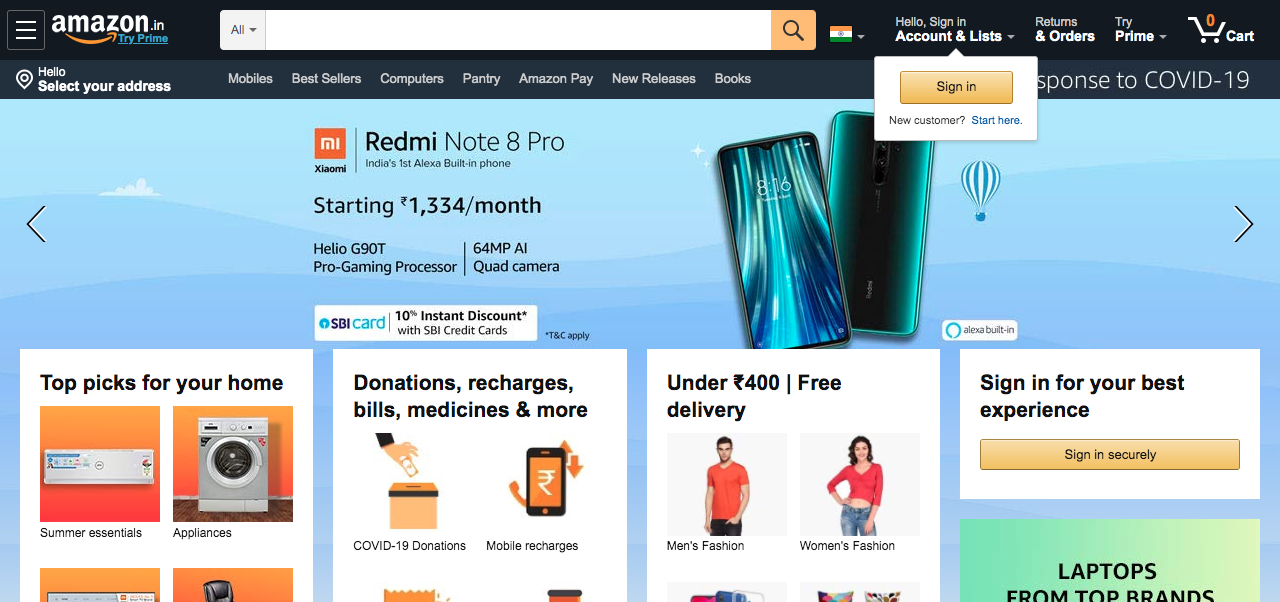 amazon.in
Try Prime
All
Hello, Sign in
Account & Lists
Returns
& Orders
Try
Prime
0
Cart
Hello
Select your address
Mobiles
Best Sellers
Computers
Pantry
Amazon Pay
New Releases
Books
sponse to COVID-19
Sign in
New customer? Start here.
mi
Xiaomi
Redmi Note 8 Pro
India's 1st Alexa Built-in phone
Starting ₹1,334/month
Helio G90T
Pro-Gaming Processor
64MP AI
Quad camera
SBI card
10% Instant Discount*
with SBI Credit Cards
*T&C apply
8:16
Redmi
alexa built-in
Top picks for your home
Summer essentials
Appliances
Donations, recharges,
bills, medicines & more
COVID-19 Donations
Mobile recharges
Under ₹400 | Free
delivery
Men's Fashion
Women's Fashion
Sign in for your best
experience
Sign in securely
LAPTOPS
FROM TOP BRANDS